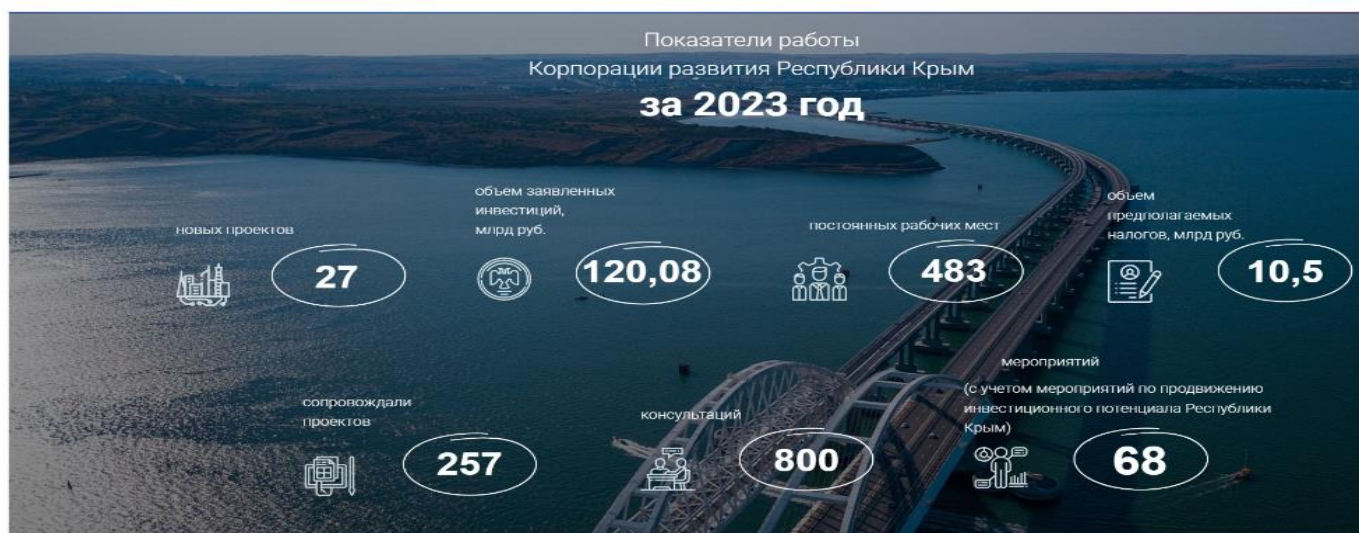 Показатели работы
Корпорации развития Республики Крым
за 2023 год
новых проектов
27
объем заявленных
инвестиций,
млрд руб.
120,08
постоянных рабочих мест
483
объем
предполагаемых
налогов, млрд руб.
10,5
сопровождали
проектов
257
консультаций
800
мероприятий
(с учетом мероприятий по продвижению
инвестиционного потенциала Республики
Крым)
68